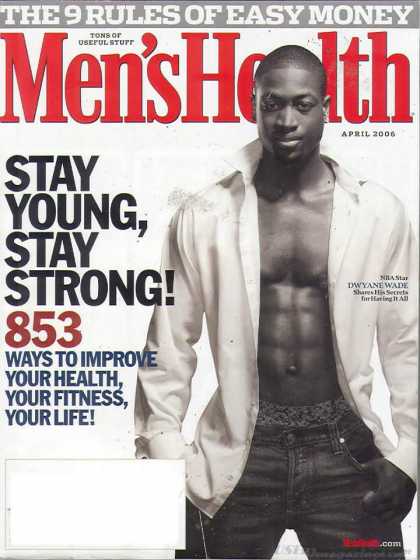 THE 9 RULES OF EASY MONEY
TONS OF
USEFUL STUFF
Men'sHealth
APRIL 2006
STAY
YOUNG,
STAY
STRONG!
853
WAYS TO IMPROVE
YOUR HEALTH,
YOUR FITNESS,
YOUR LIFE!
NBA Star
DWYANE WADE
Shares His Secrets
for Having It All